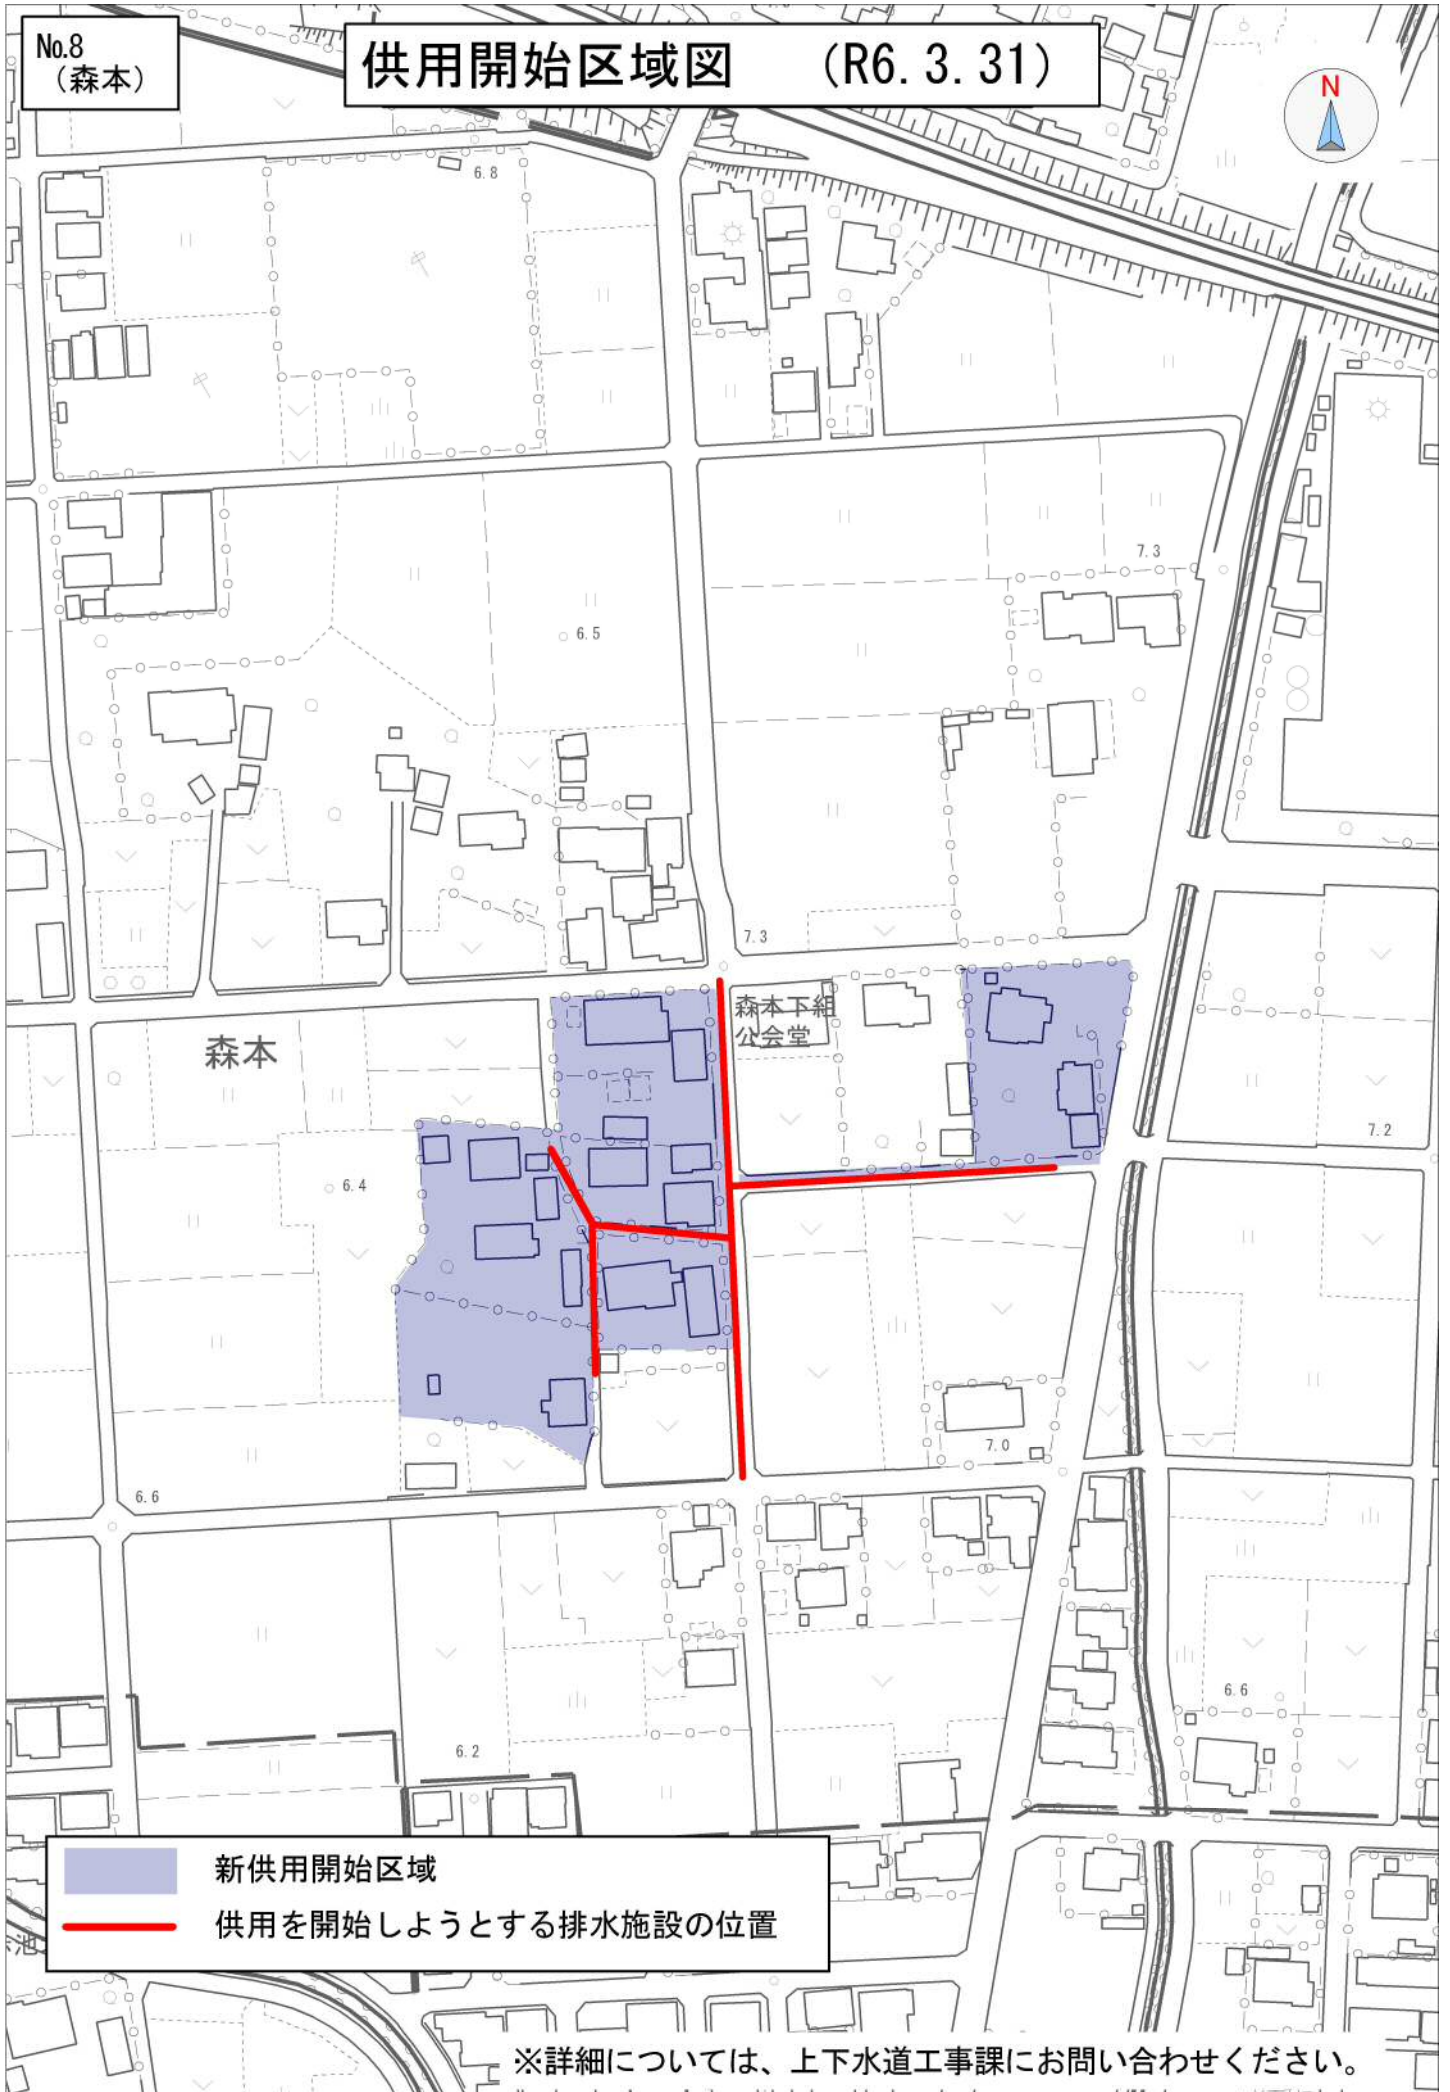 No.8
(森本)
供用開始区域図 (R6.3.31)
N
6.8
7.3
6.5
7.3
森本下組
公会堂
森本
7.2
6.4
7.0
6.6
6.6
6.2
新供用開始区域
供用を開始しようとする排水施設の位置
※詳細については、上下水道工事課にお問い合わせください。